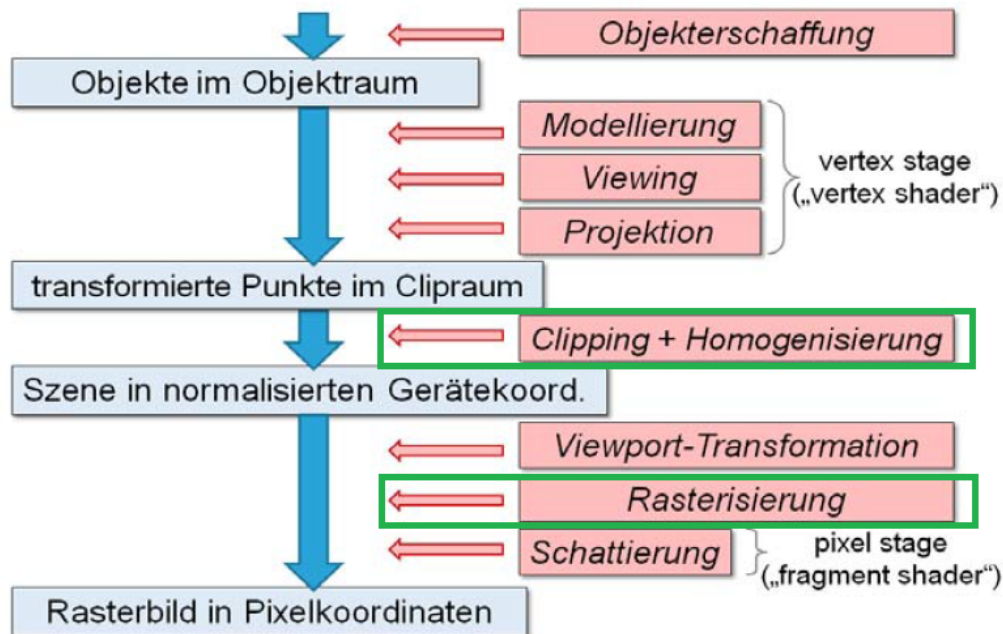 Objekterschaffung
Objekte im Objektraum
Modellierung
Viewing
Projektion
vertex stage
(„vertex shader“)
transformierte Punkte im Clipraum
Clipping + Homogenisierung
Szene in normalisierten Gerätekoord.
Viewport-Transformation
Rasterisierung
Schattierung
pixel stage
(„fragment shader“)
Rasterbild in Pixelkoordinaten